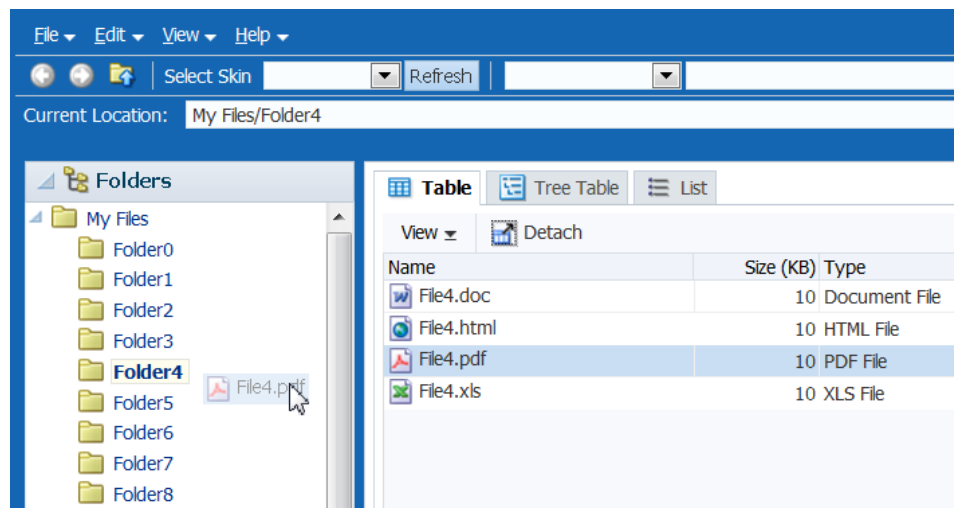 File Edit View Help
Select Skin Refresh
Current Location: My Files/Folder4
Folders
My Files
Folder0
Folder1
Folder2
Folder3
Folder4
File4.pdf
Folder5
Folder6
Folder7
Folder8
Table Tree Table List
View Detach
Name Size (KB) Type
File4.doc 10 Document File
File4.html 10 HTML File
File4.pdf 10 PDF File
File4.xls 10 XLS File